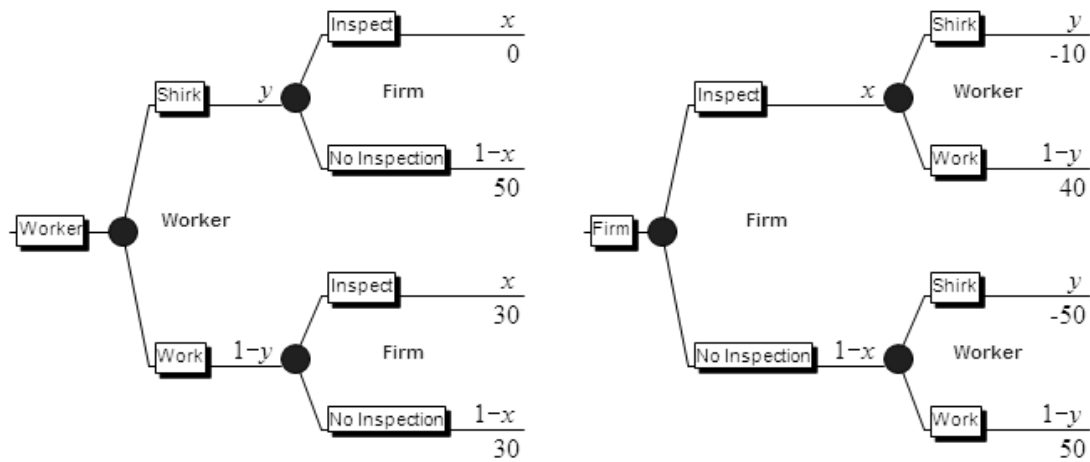 Inspect x
0
Firm
Shirk y
No Inspection 1−x
50
Worker
Worker
Inspect x
30
Firm
Work 1−y
No Inspection 1−x
30
Shirk y
-10
Worker
Inspect x
Work 1−y
40
Firm
Firm
Shirk y
-50
Worker
No Inspection 1−x
Work 1−y
50